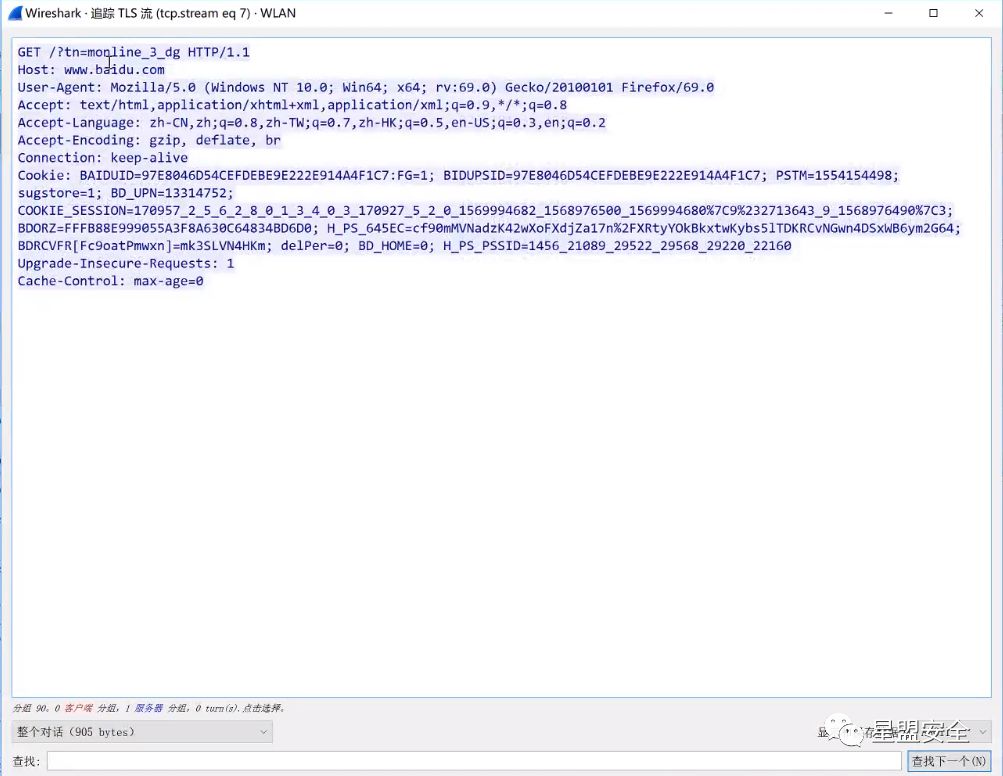 Wireshark · 追踪 TLS 流 (tcp.stream eq 7) · WLAN
GET /?tn=monline_3_dg HTTP/1.1
Host: www.baidu.com
User-Agent: Mozilla/5.0 (Windows NT 10.0; Win64; x64; rv:69.0) Gecko/20100101 Firefox/69.0
Accept: text/html,application/xhtml+xml,application/xml;q=0.9,*/*;q=0.8
Accept-Language: zh-CN,zh;q=0.8,zh-TW;q=0.7,zh-HK;q=0.5,en-US;q=0.3,en;q=0.2
Accept-Encoding: gzip, deflate, br
Connection: keep-alive
Cookie: BAIDUID=97E8046D54CEFDEBE9E222E914A4F1C7:FG=1; BIDUPSID=97E8046D54CEFDEBE9E222E914A4F1C7; PSTM=1554154498;
sugstore=1; BD_UPN=13314752;
COOKIE_SESSION=170957_2_5_6_2_8_0_1_3_4_0_3_170927_5_2_0_1569994682_1568976500_1569994680%7C9%232713643_9_1568976490%7C3;
BDORZ=FFFB88E999055A3F8A630C64834BD6D0; H_PS_645EC=cf90mMVNadzK42wXoFXdjZa17n%2FXRtyYOkBkxtwKybs5lTDKRCvNGwn4DSxWB6ym2G64;
BDRCVFR[Fc9oatPmwxn]=mk3SLVN4HKm; delPer=0; BD_HOME=0; H_PS_PSSID=1456_21089_29522_29568_29220_22160
Upgrade-Insecure-Requests: 1
Cache-Control: max-age=0
分组 90。0 客户端 分组, 1 服务器 分组, 0 turn(s).点击选择。
整个对话 (905 bytes)
星盟安全
查找:
查找下一个(N)